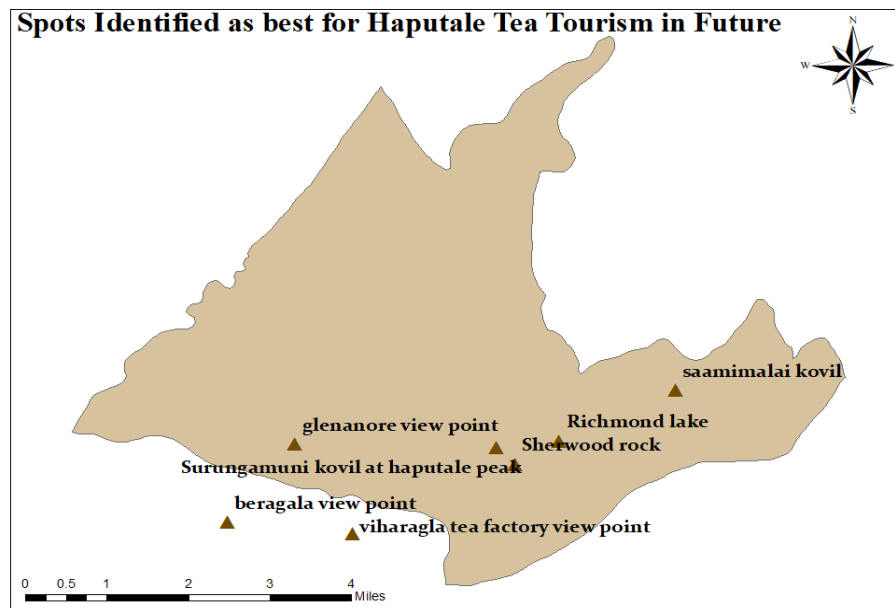 Spots Identified as best for Haputale Tea Tourism in Future
N
W
S
saamimalai kovil
Richmond lake
glenanore view point
Sherwood rock
Surungamuni kovil at haputale peak
beragala view point
viharagla tea factory view point
0 0.5 1 2 3 4
Miles